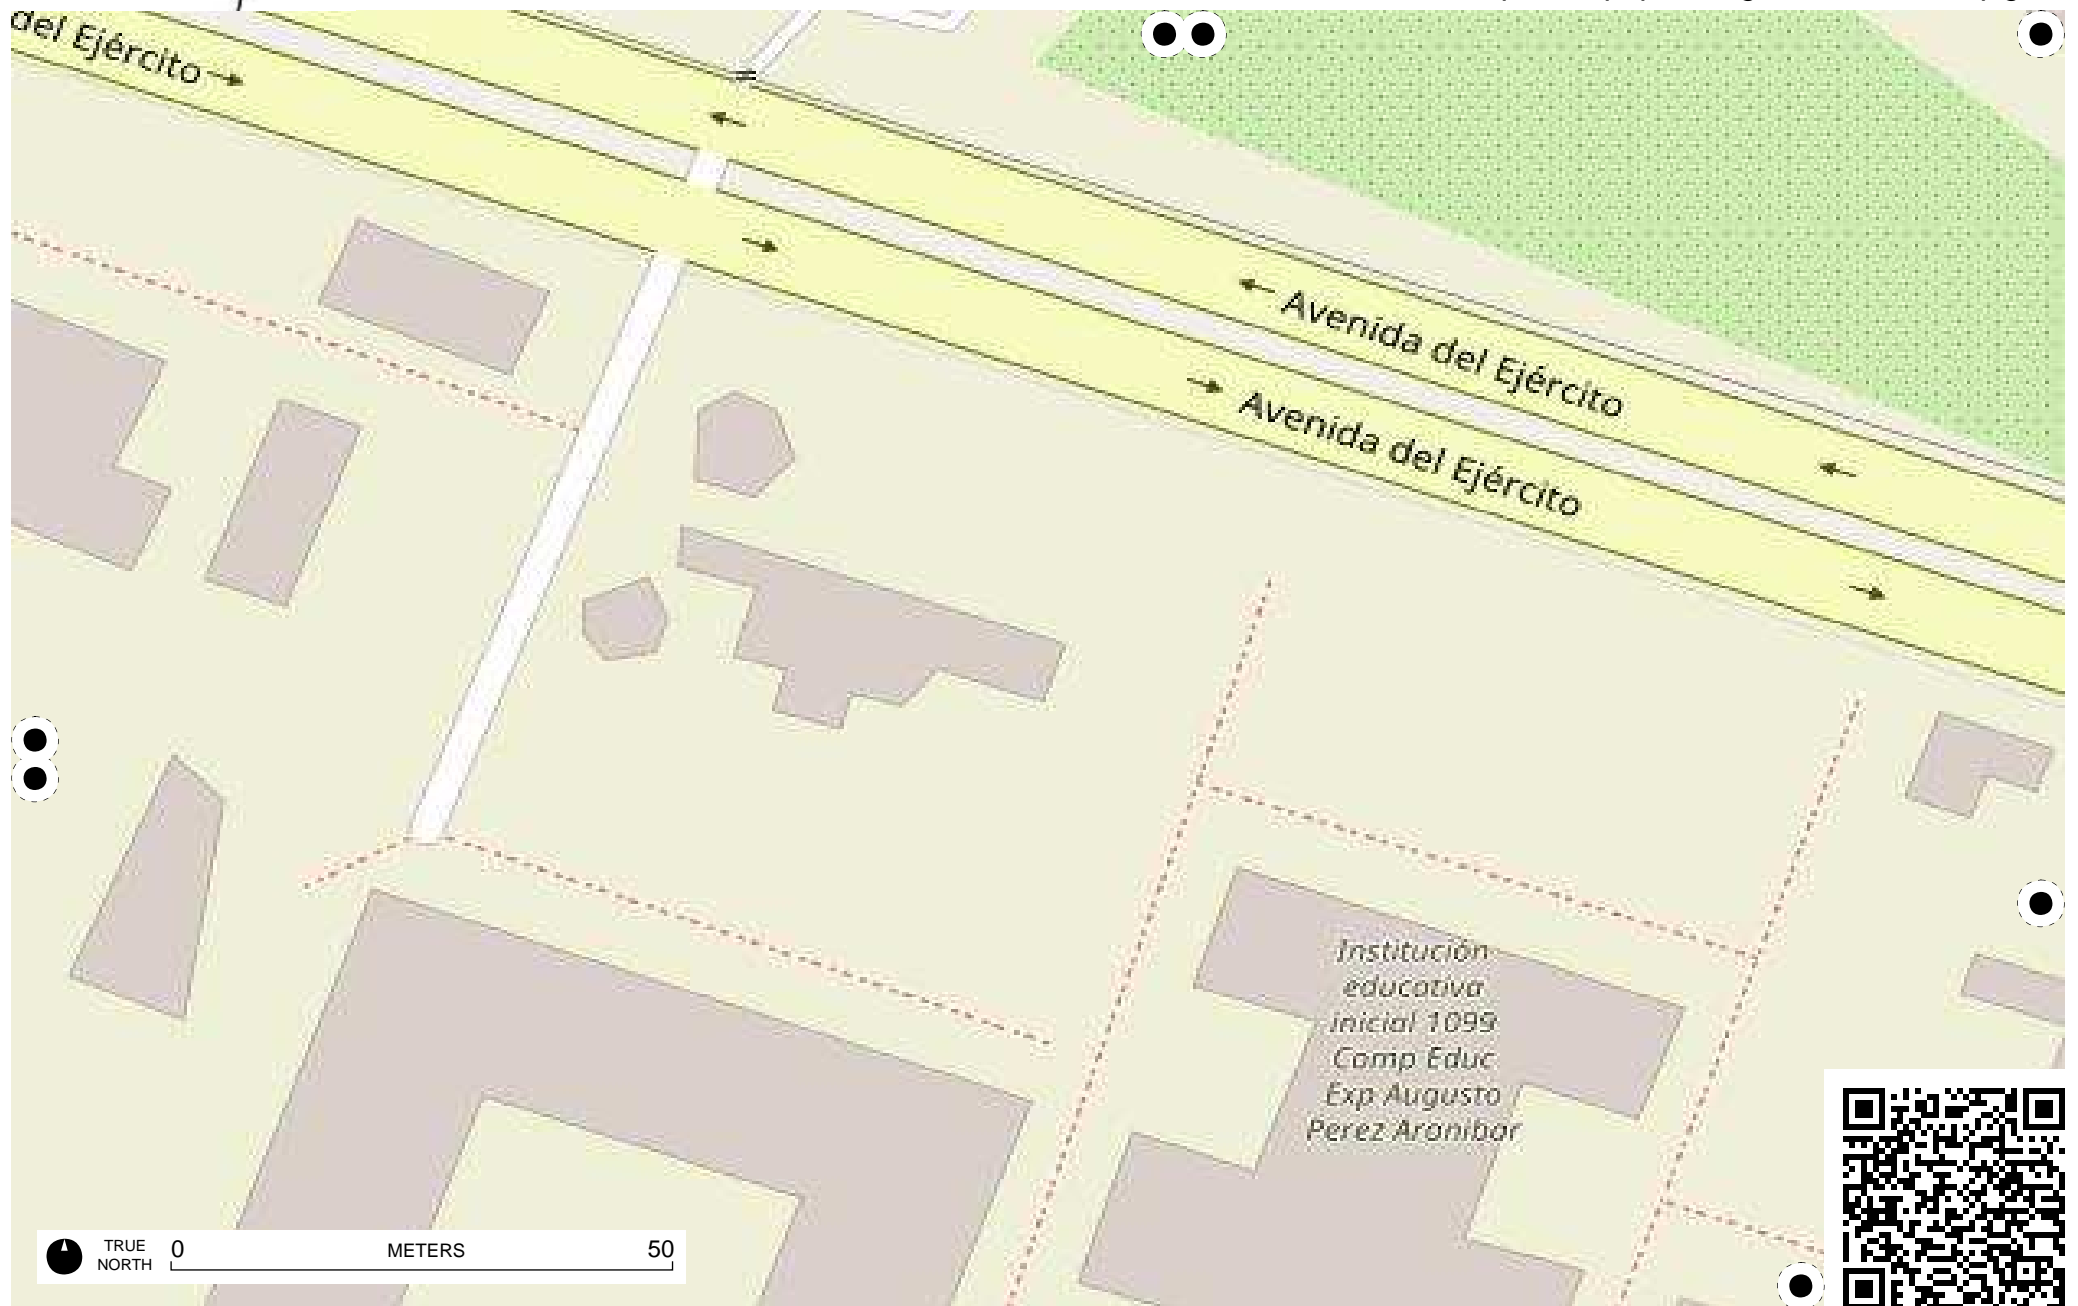 del Ejército
Avenida del Ejército
Avenida del Ejército
Institución
educativa
inicial 1099
Comp Educ
Exp Augusto
Perez Aranibar
TRUE
NORTH
0
METERS
50